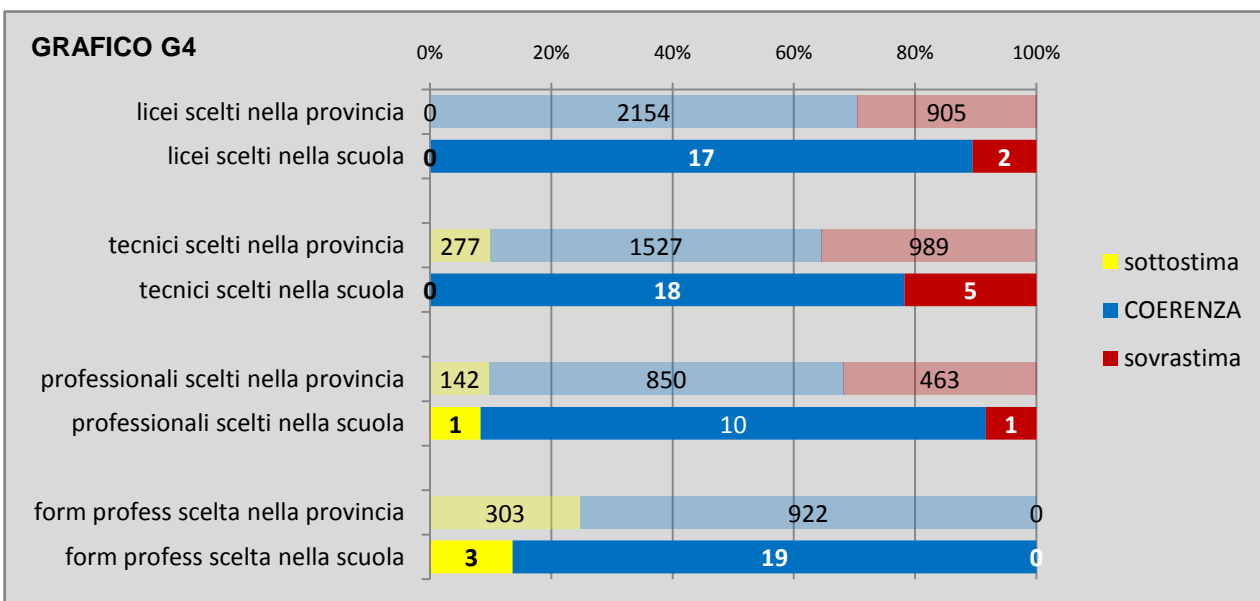 GRAFICO G4
0% 20% 40% 60% 80% 100%
licei scelti nella provincia 0 2154 905
licei scelti nella scuola 0 17 2
tecnici scelti nella provincia 277 1527 989
tecnici scelti nella scuola 0 18 5
professionali scelti nella provincia 142 850 463
professionali scelti nella scuola 1 10 1
form profess scelta nella provincia 303 922 0
form profess scelta nella scuola 3 19 0
sottostima
COERENZA
sovrastima